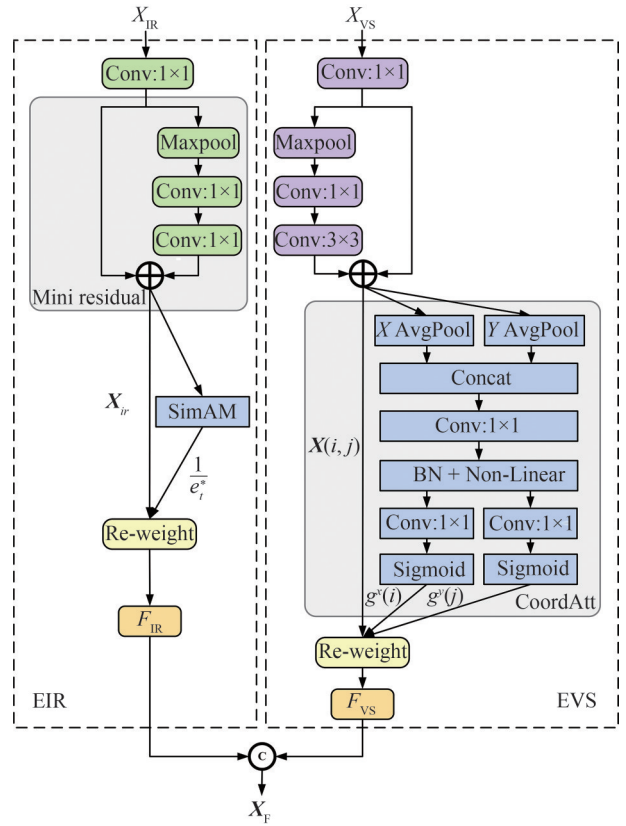 X_IR
X_VS
Conv:1×1
Conv:1×1
Maxpool
Maxpool
Conv:1×1
Conv:1×1
Conv:1×1
Conv:3×3
Mini residual
X AvgPool
Y AvgPool
Concat
X_ir
SimAM
Conv:1×1
X(i, j)
1/e_t^*
BN + Non-Linear
Re-weight
Conv:1×1
Conv:1×1
Sigmoid
Sigmoid
g^x(i)
g^y(j)
CoordAtt
F_IR
Re-weight
EIR
F_VS
EVS
C
X_F